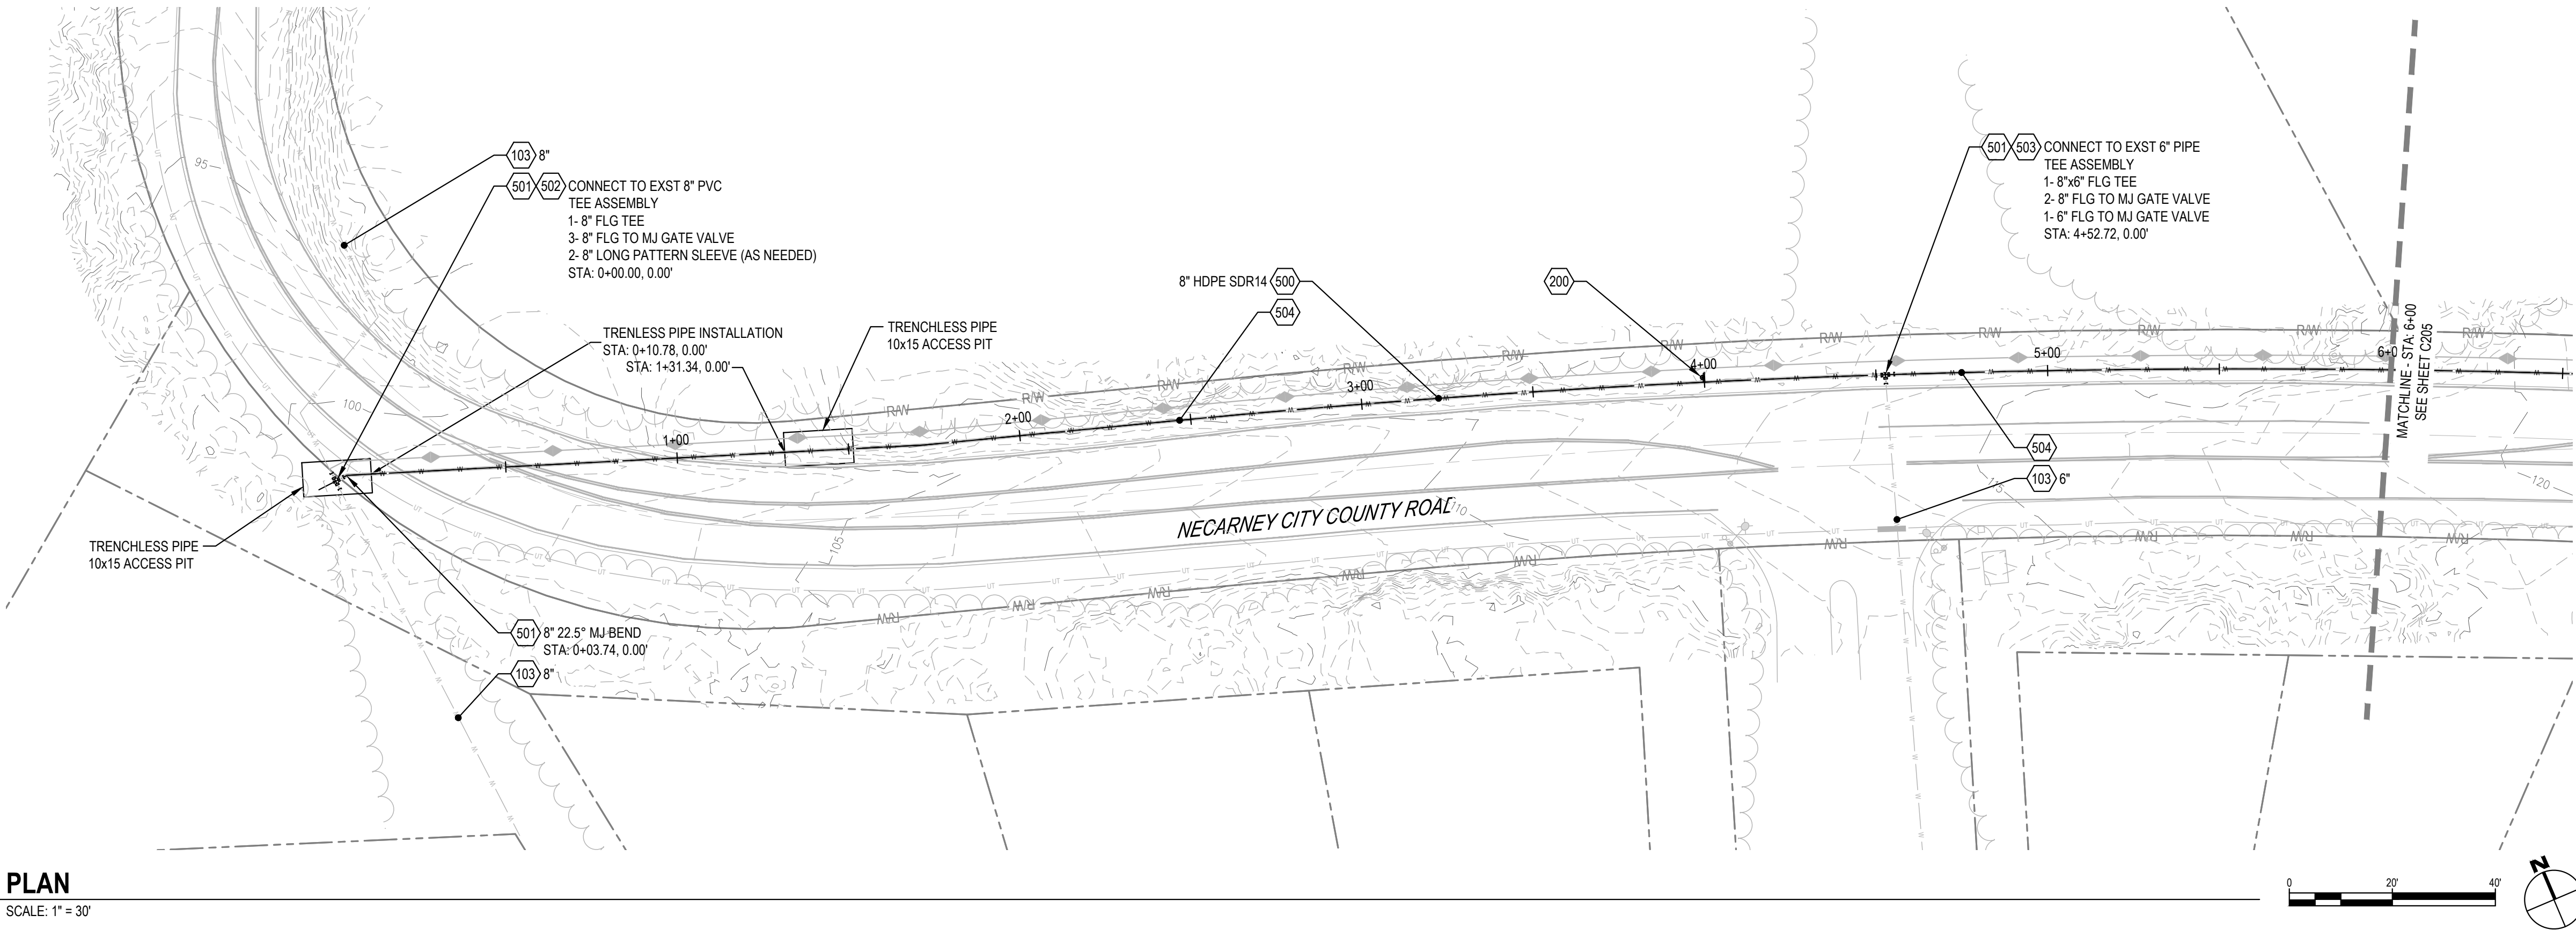 103 8"
501 502 CONNECT TO EXST 8" PVC
TEE ASSEMBLY
1- 8" FLG TEE
3- 8" FLG TO MJ GATE VALVE
2- 8" LONG PATTERN SLEEVE (AS NEEDED)
STA: 0+00.00, 0.00'
501 503 CONNECT TO EXST 6" PIPE
TEE ASSEMBLY
1- 8"x6" FLG TEE
2- 8" FLG TO MJ GATE VALVE
1- 6" FLG TO MJ GATE VALVE
STA: 4+52.72, 0.00'
8" HDPE SDR14 500
504
200
TRENLESS PIPE INSTALLATION
STA: 0+10.78, 0.00'
STA: 1+31.34, 0.00'
TRENCHLESS PIPE
10x15 ACCESS PIT
95
100
105
110
115
120
1+00
2+00
3+00
4+00
5+00
6+0
R/W
R/W
R/W
R/W
R/W
R/W
R/W
R/W
R/W
R/W
R/W
MATCHLINE - STA: 6+00
SEE SHEET C205
504
103 6"
NECARNEY CITY COUNTY ROAD
TRENCHLESS PIPE
10x15 ACCESS PIT
R/W
R/W
R/W
R/W
R/W
R/W
R/W
R/W
R/W
501 8" 22.5° MJ BEND
STA: 0+03.74, 0.00'
103 8"
PLAN
SCALE: 1" = 30'
0 20' 40'
N